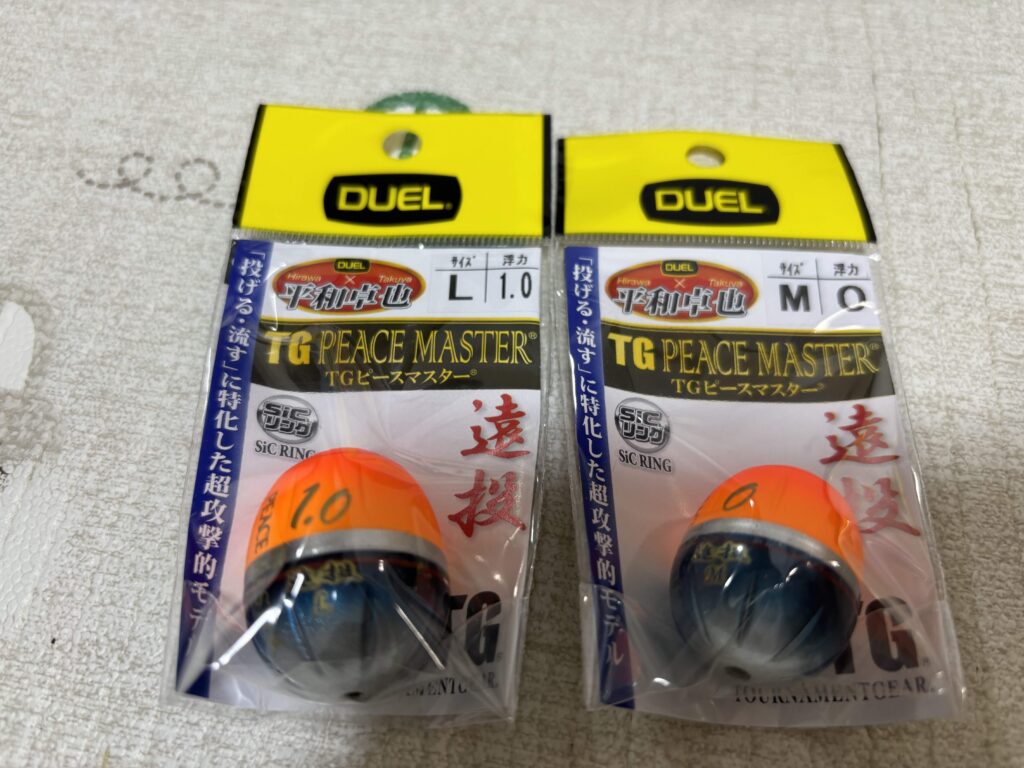 DUEL®
DUEL
Hirawa × Takuya
平和卓也
サイズ 浮力
L 1.0
TG PEACE MASTER®
TGピースマスター®
「投げる・流す」に特化した超攻撃的モデ
SiC
リング
SiC RING
遠投
1.0
PEACE
L
TG
DUEL
DUEL
Hirawa × Takuya
平和卓也
サイズ 浮力
M 0
TG PEACE MASTER®
TGピースマスター®
「投げる・流す」に特化した超攻撃的モデル
SiC
リング
SiC RING
遠投
0
M
TG
TOURNAMENTGEAR